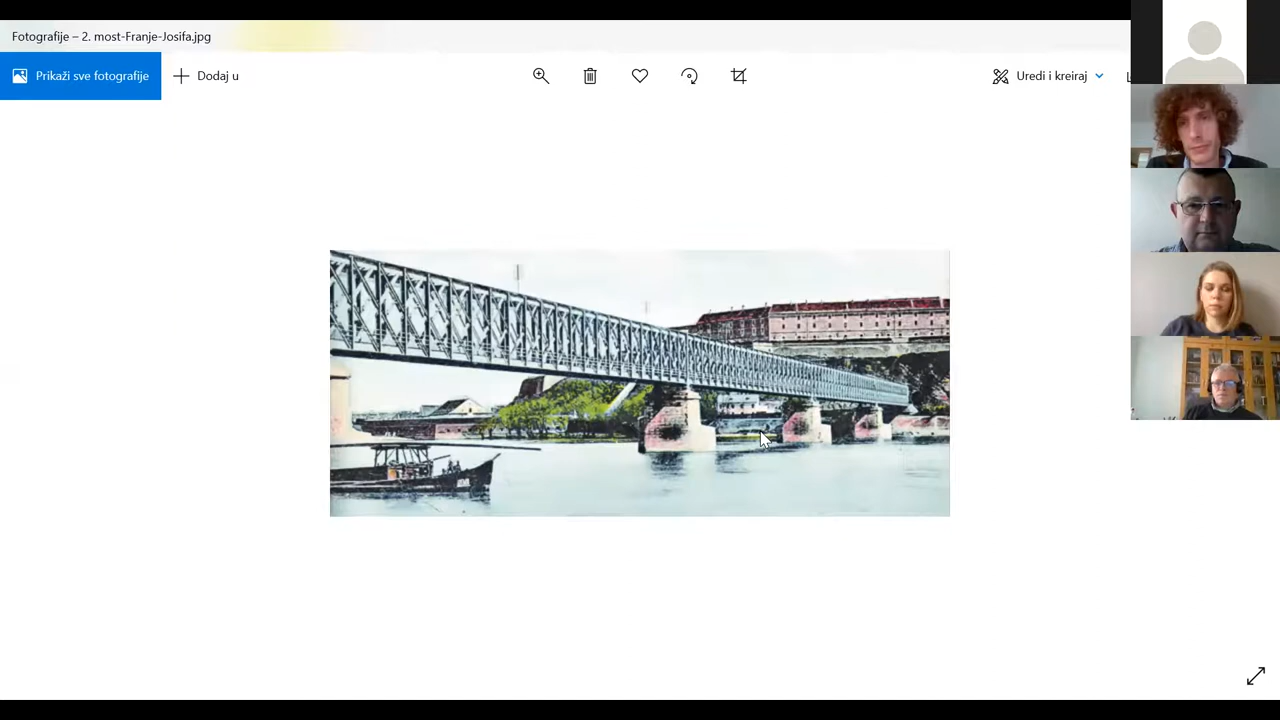 Fotografije – 2. most-Franje-Josifa.jpg
Prikaži sve fotografije
Dodaj u
Uredi i kreiraj